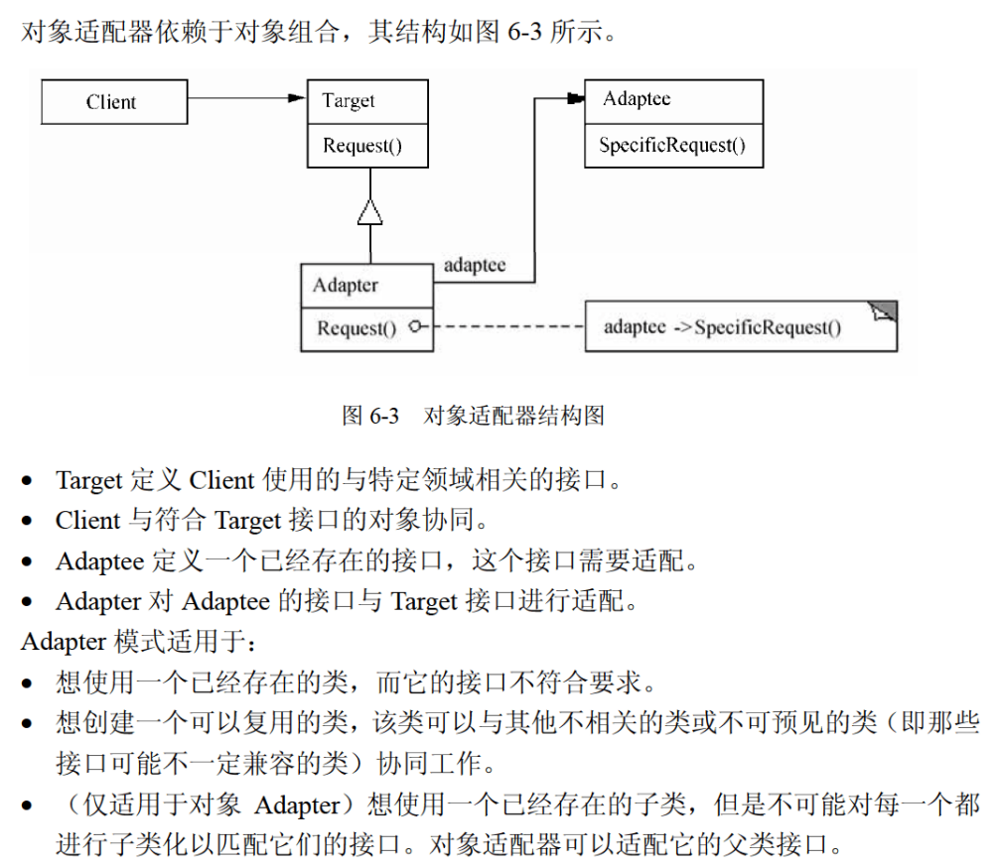 对象适配器依赖于对象组合，其结构如图 6-3 所示。
Client
Target
Request()
Adaptee
SpecificRequest()
adaptee
Adapter
Request()
adaptee ->SpecificRequest()
图 6-3 对象适配器结构图
• Target 定义 Client 使用的与特定领域相关的接口。
• Client 与符合 Target 接口的对象协同。
• Adaptee 定义一个已经存在的接口，这个接口需要适配。
• Adapter 对 Adaptee 的接口与 Target 接口进行适配。
Adapter 模式适用于：
• 想使用一个已经存在的类，而它的接口不符合要求。
• 想创建一个可以复用的类，该类可以与其他不相关的类或不可预见的类（即那些
接口可能不一定兼容的类）协同工作。
• （仅适用于对象 Adapter）想使用一个已经存在的子类，但是不可能对每一个都
进行子类化以匹配它们的接口。对象适配器可以适配它的父类接口。